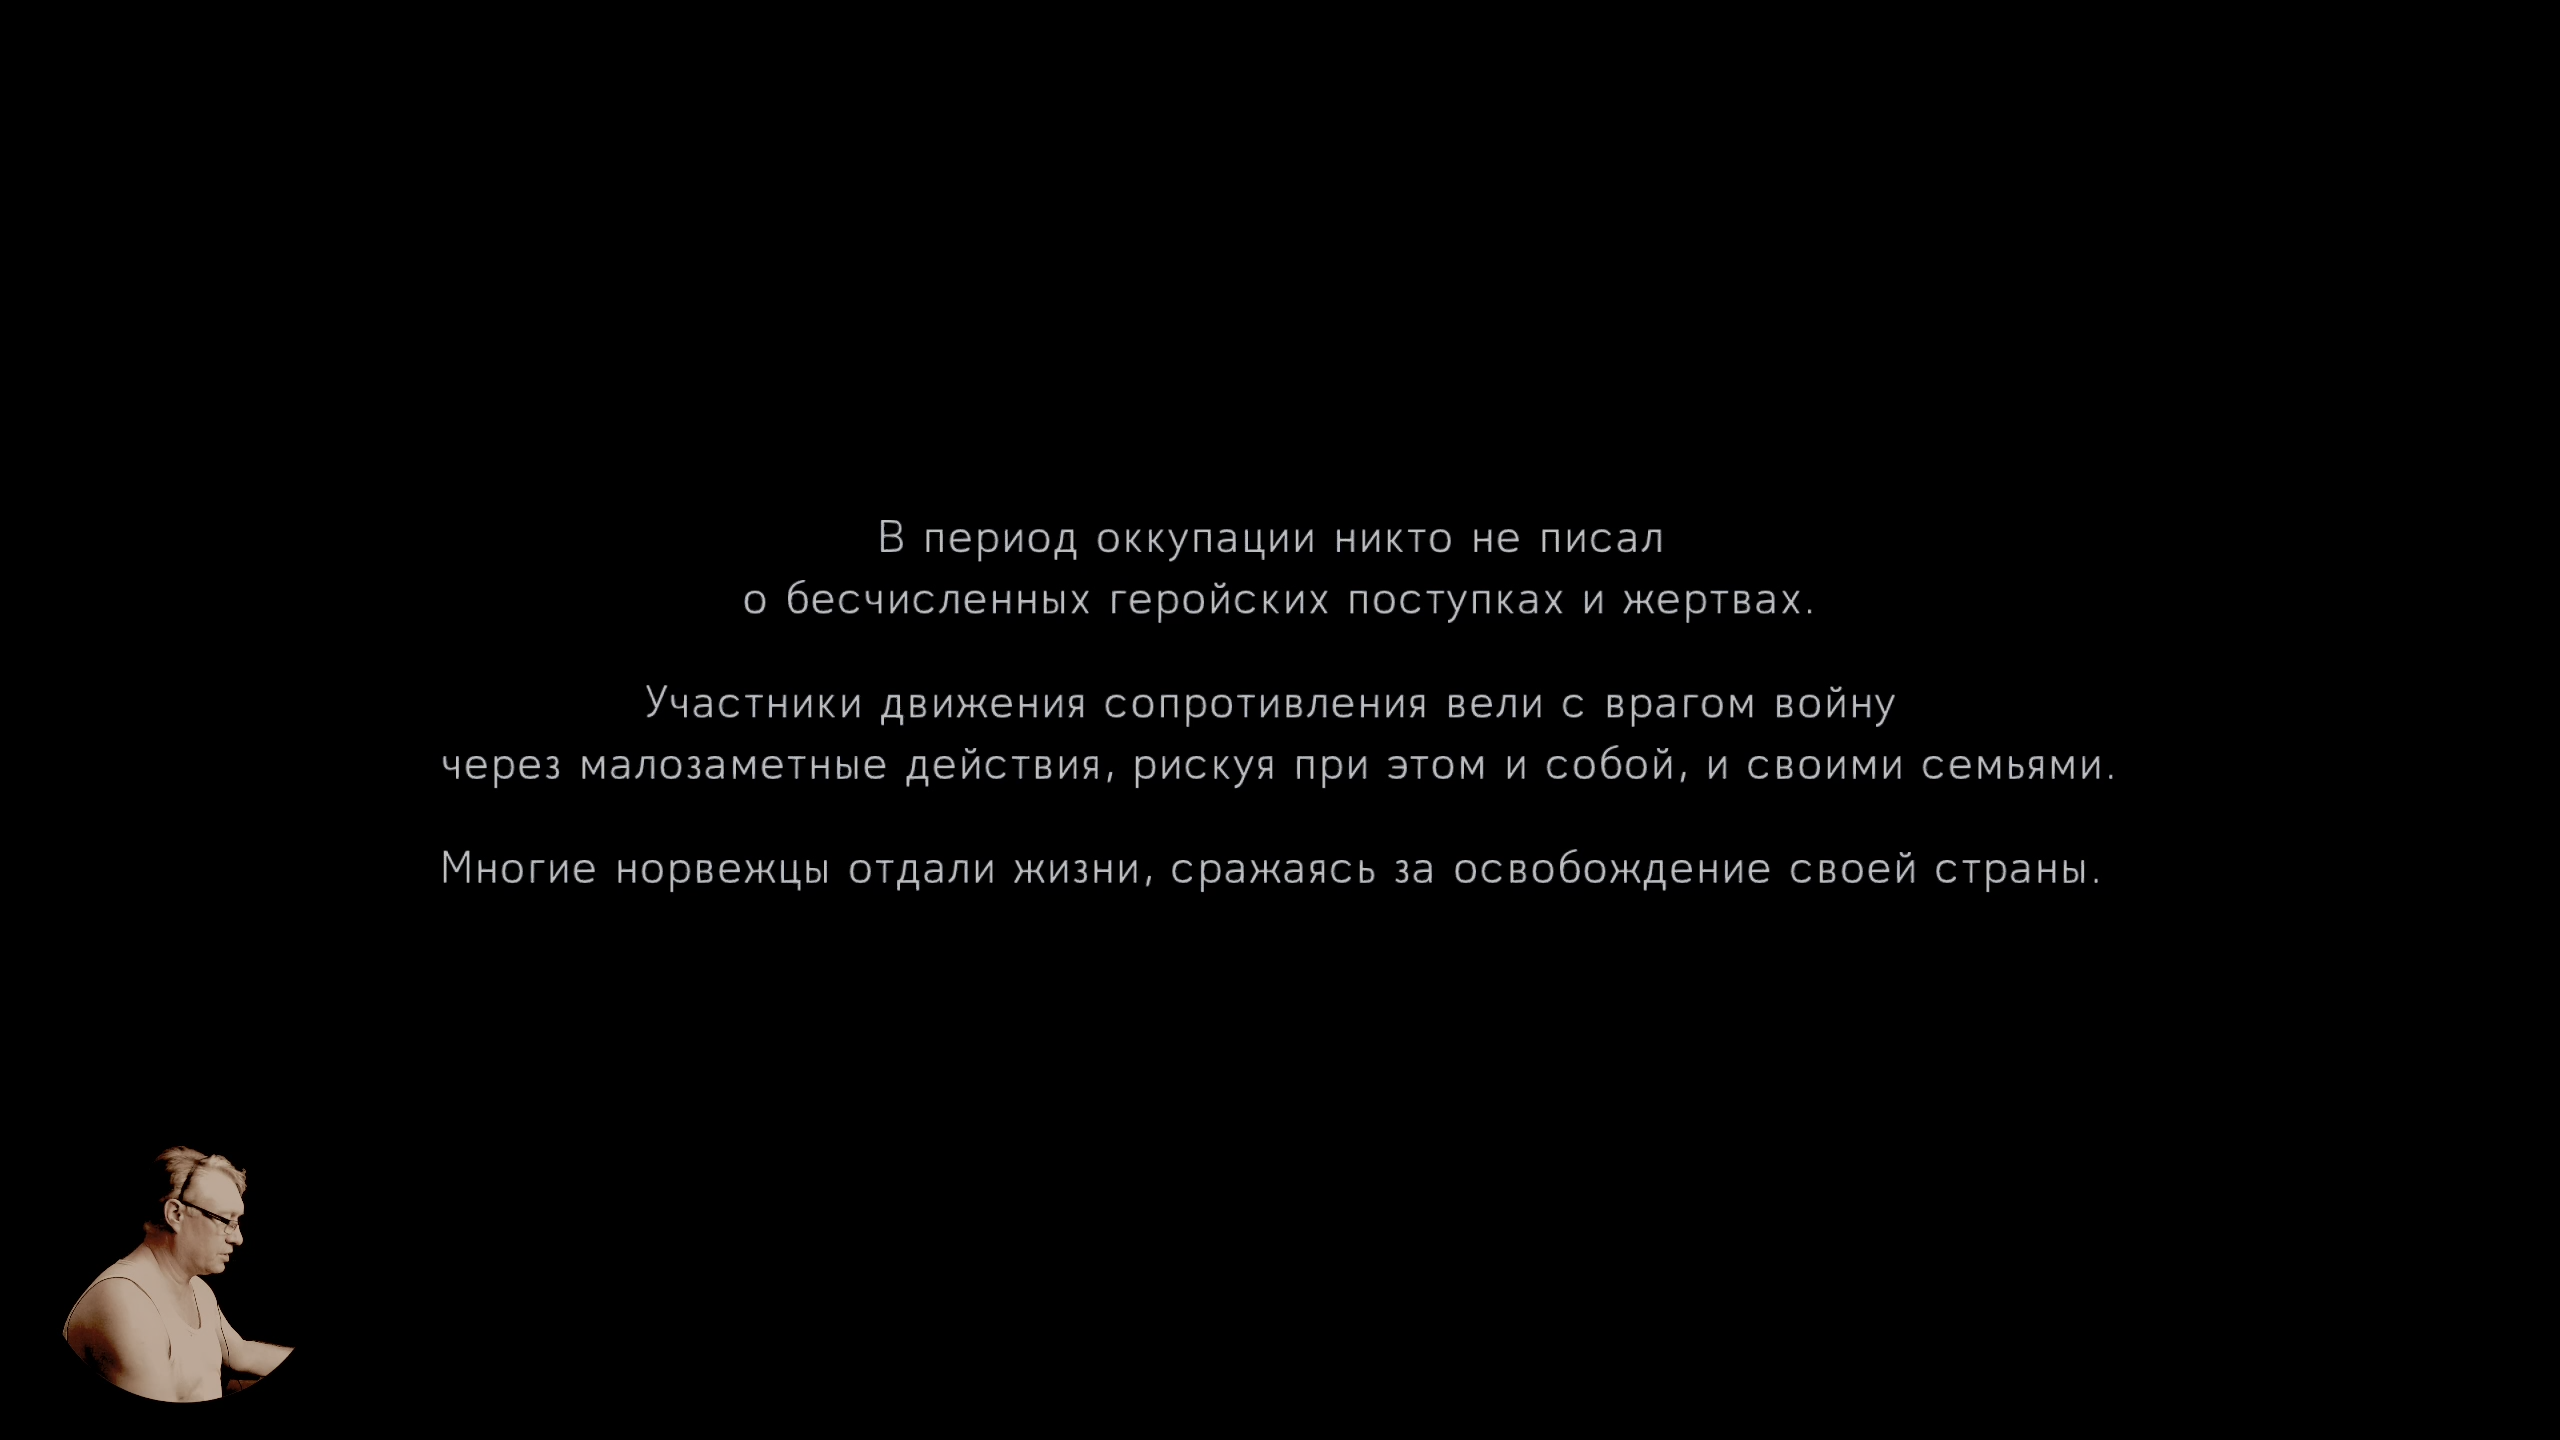 В период оккупации никто не писал
о бесчисленных геройских поступках и жертвах.
Участники движения сопротивления вели с врагом войну
через малозаметные действия, рискуя при этом и собой, и своими семьями.
Многие норвежцы отдали жизни, сражаясь за освобождение своей страны.